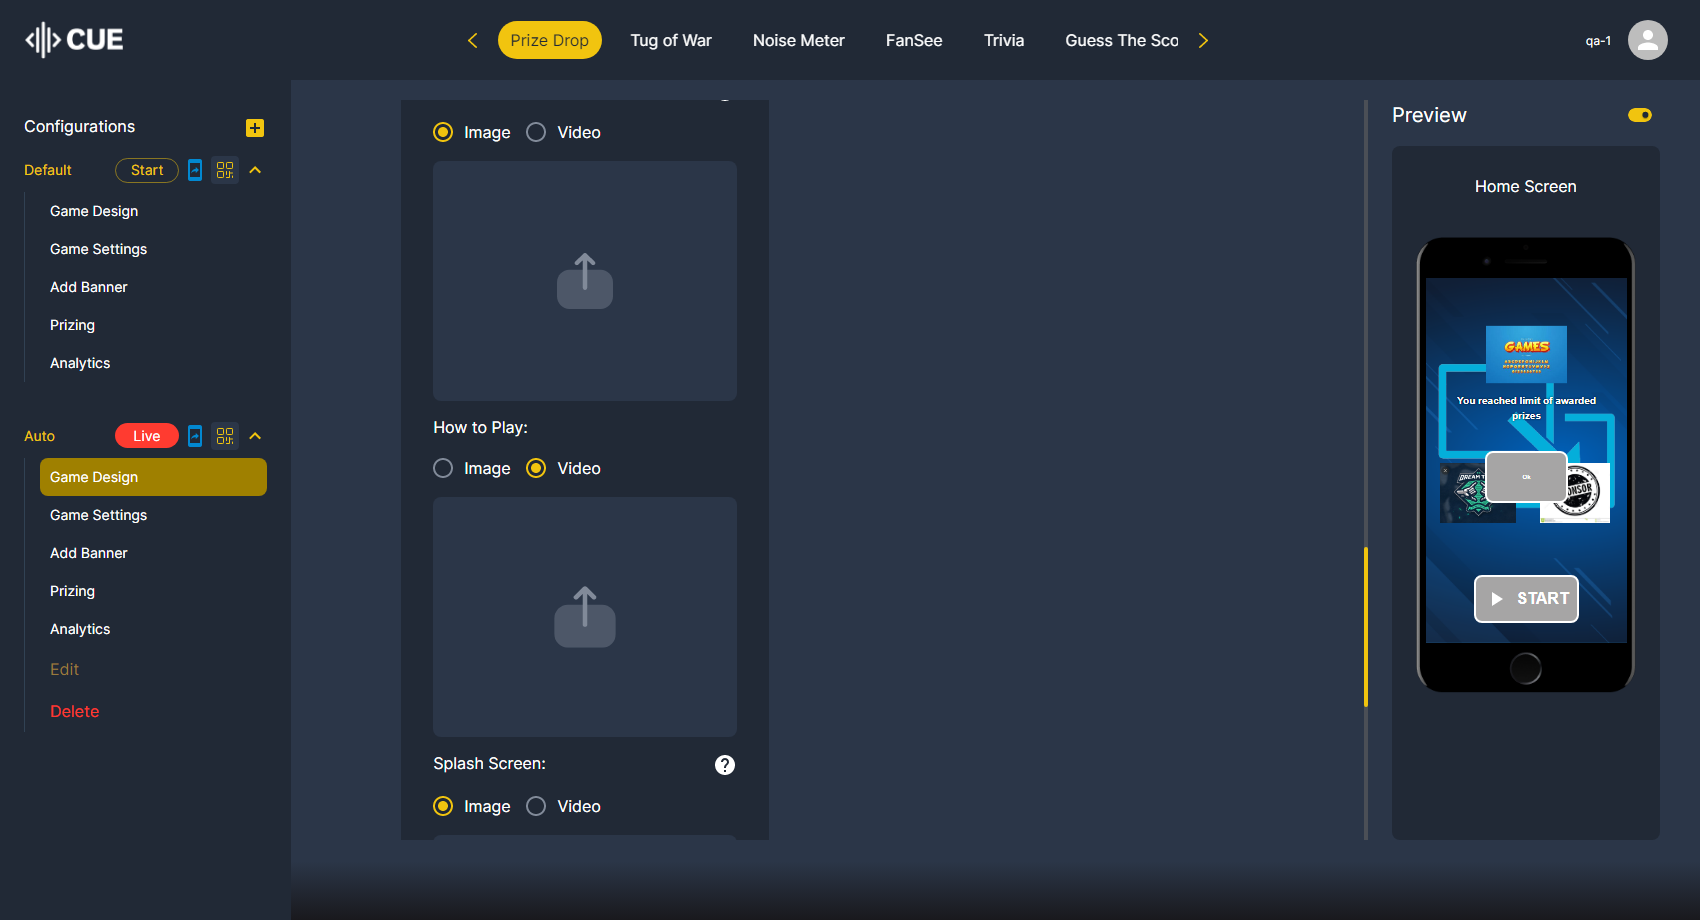 CUE
Prize Drop
Tug of War
Noise Meter
FanSee
Trivia
Guess The Sco
qa-1
Configurations
Default
Start
Game Design
Game Settings
Add Banner
Prizing
Analytics
Auto
Live
Game Design
Game Settings
Add Banner
Prizing
Analytics
Edit
Delete
Image
Video
How to Play:
Image
Video
Splash Screen:
?
Image
Video
Preview
Home Screen
GAMES
You reached limit of awarded
prizes
DREAM T
Ok
NSOR
START